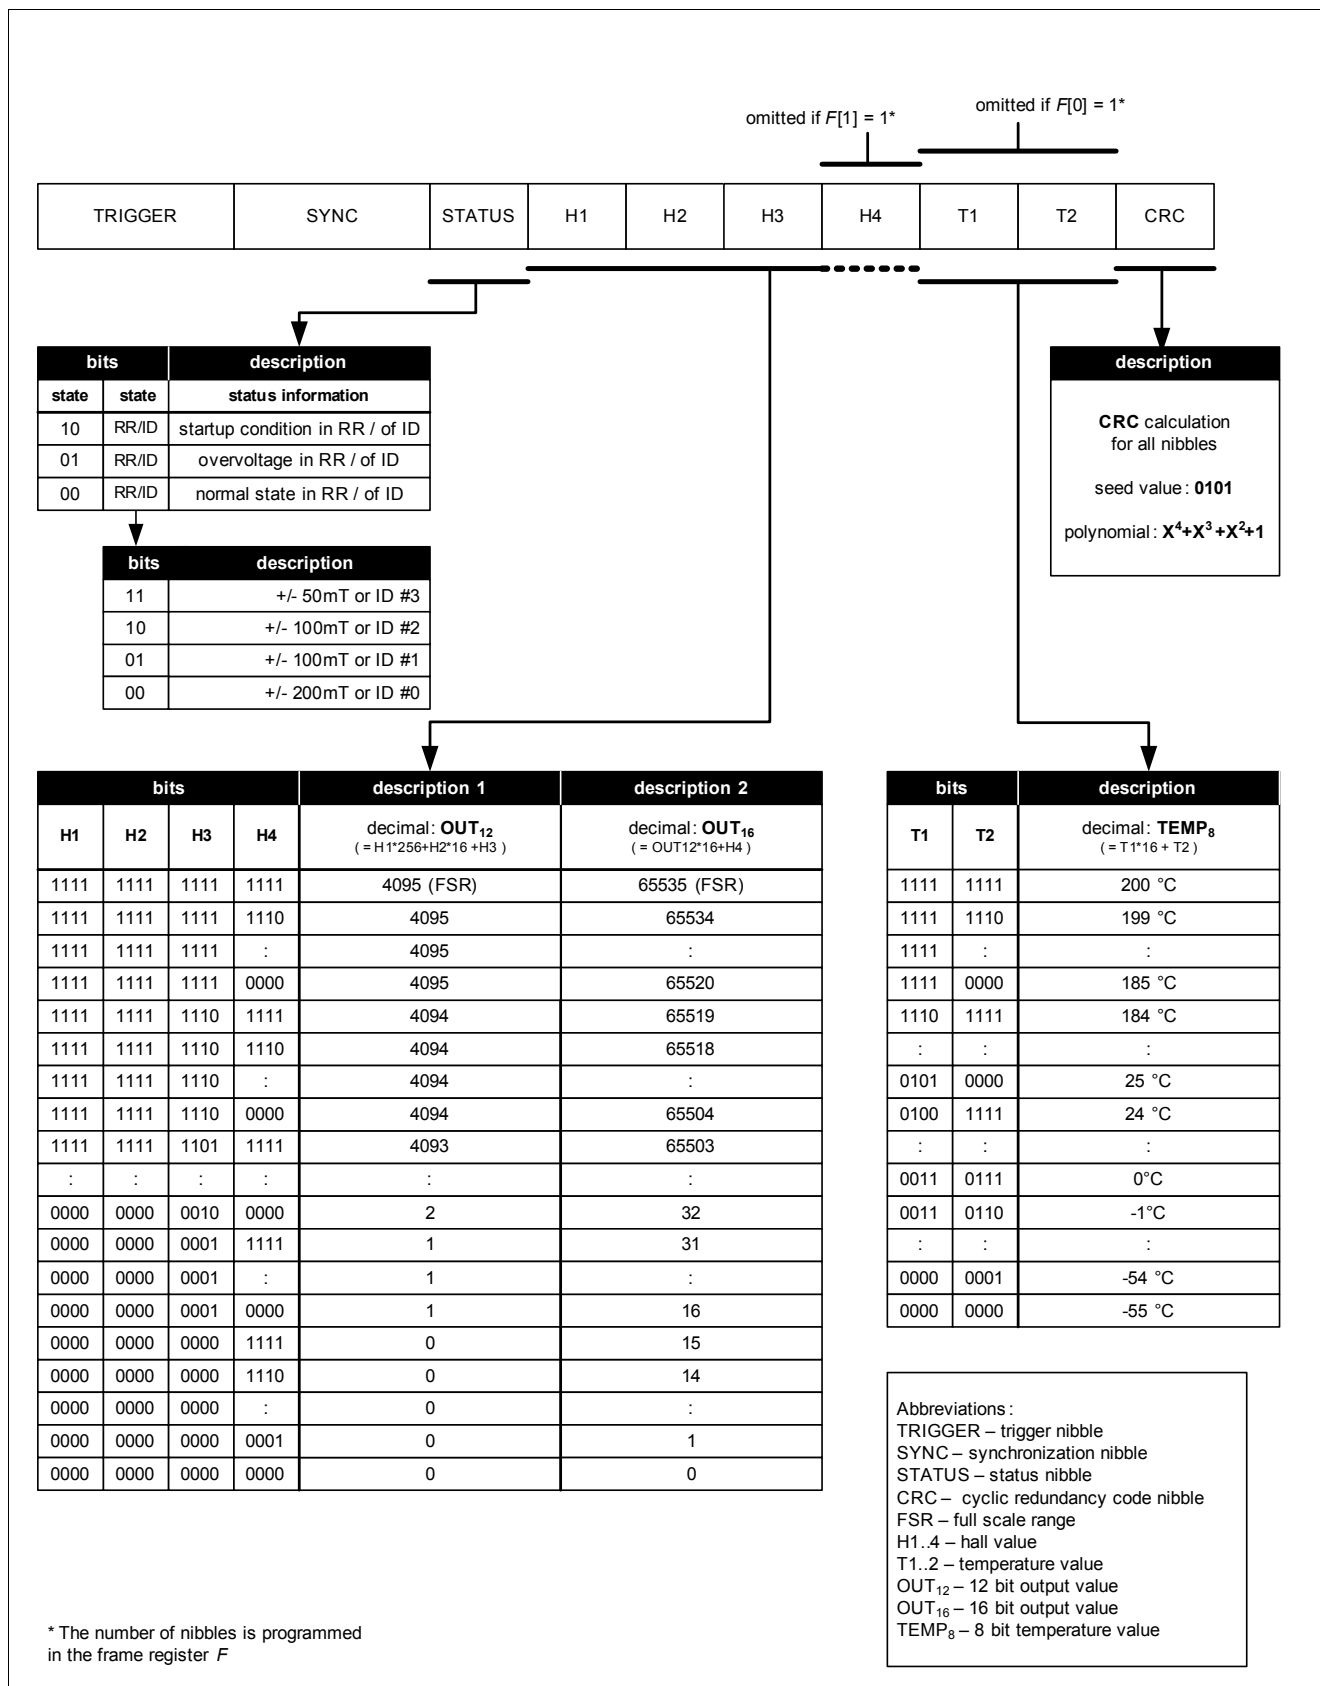 omitted if F[1] = 1*
omitted if F[0] = 1*
TRIGGER SYNC STATUS H1 H2 H3 H4 T1 T2 CRC
bits description
state state status information
10 RR/ID startup condition in RR / of ID
01 RR/ID overvoltage in RR / of ID
00 RR/ID normal state in RR / of ID
bits description
11 +/- 50mT or ID #3
10 +/- 100mT or ID #2
01 +/- 100mT or ID #1
00 +/- 200mT or ID #0
description
CRC calculation
for all nibbles
seed value: 0101
polynomial: X⁴+X³+X²+1
bits description 1 description 2
H1 H2 H3 H4 decimal: OUT₁₂ decimal: OUT₁₆
( = H1*256+H2*16 +H3 ) ( = OUT12*16+H4 )
1111 1111 1111 1111 4095 (FSR) 65535 (FSR)
1111 1111 1111 1110 4095 65534
1111 1111 1111 : 4095 :
1111 1111 1111 0000 4095 65520
1111 1111 1110 1111 4094 65519
1111 1111 1110 1110 4094 65518
1111 1111 1110 : 4094 :
1111 1111 1110 0000 4094 65504
1111 1111 1101 1111 4093 65503
: : : : : :
0000 0000 0010 0000 2 32
0000 0000 0001 1111 1 31
0000 0000 0001 : 1 :
0000 0000 0001 0000 1 16
0000 0000 0000 1111 0 15
0000 0000 0000 1110 0 14
0000 0000 0000 : 0 :
0000 0000 0000 0001 0 1
0000 0000 0000 0000 0 0
bits description
T1 T2 decimal: TEMP₈
( = T1*16 + T2 )
1111 1111 200 °C
1111 1110 199 °C
1111 : :
1111 0000 185 °C
1110 1111 184 °C
: : :
0101 0000 25 °C
0100 1111 24 °C
: : :
0011 0111 0°C
0011 0110 -1°C
: : :
0000 0001 -54 °C
0000 0000 -55 °C
Abbreviations:
TRIGGER – trigger nibble
SYNC – synchronization nibble
STATUS – status nibble
CRC – cyclic redundancy code nibble
FSR – full scale range
H1..4 – hall value
T1..2 – temperature value
OUT₁₂ – 12 bit output value
OUT₁₆ – 16 bit output value
TEMP₈ – 8 bit temperature value
* The number of nibbles is programmed
in the frame register F